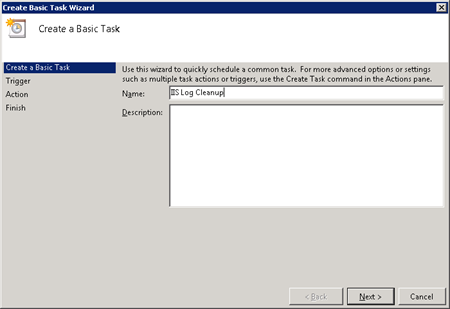 Create Basic Task Wizard
Create a Basic Task
Create a Basic Task
Trigger
Action
Finish
Use this wizard to quickly schedule a common task. For more advanced options or settings
such as multiple task actions or triggers, use the Create Task command in the Actions pane.
Name: IIS Log Cleanup
Description:
< Back Next > Cancel